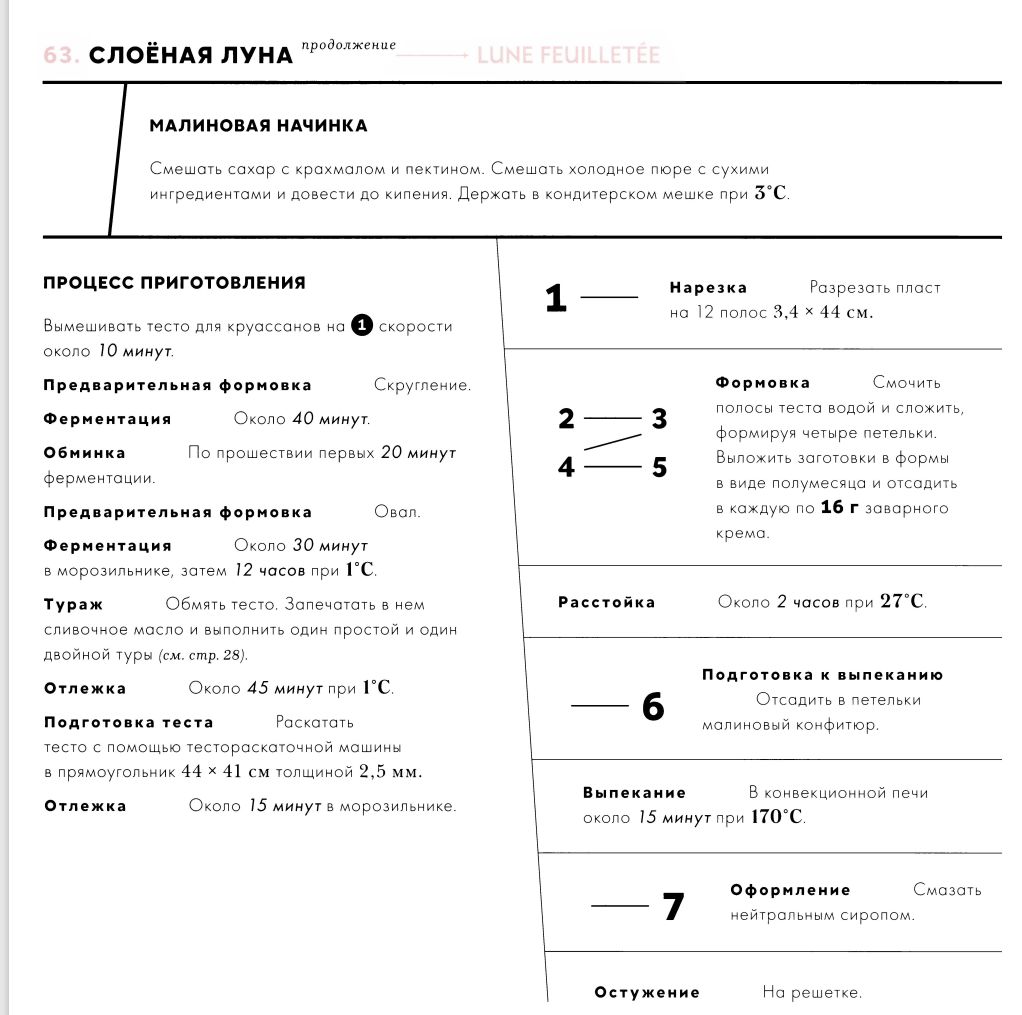 63. СЛОЁНАЯ ЛУНА продолжение LUNE FEUILLETÉE
МАЛИНОВАЯ НАЧИНКА
Смешать сахар с крахмалом и пектином. Смешать холодное пюре с сухими
ингредиентами и довести до кипения. Держать в кондитерском мешке при 3°C.
ПРОЦЕСС ПРИГОТОВЛЕНИЯ
Вымешивать тесто для круассанов на 1 скорости
около 10 минут.
Предварительная формовка Скругление.
Ферментация Около 40 минут.
Обминка По прошествии первых 20 минут
ферментации.
Предварительная формовка Овал.
Ферментация Около 30 минут
в морозильнике, затем 12 часов при 1°C.
Тураж Обмять тесто. Запечатать в нем
сливочное масло и выполнить один простой и один
двойной туры (см. стр. 28).
Отлежка Около 45 минут при 1°C.
Подготовка теста Раскатать
тесто с помощью тестораскаточной машины
в прямоугольник 44 × 41 см толщиной 2,5 мм.
Отлежка Около 15 минут в морозильнике.
1 Нарезка Разрезать пласт
на 12 полос 3,4 × 44 см.
2 3
4 5
Формовка Смочить
полосы теста водой и сложить,
формируя четыре петельки.
Выложить заготовки в формы
в виде полумесяца и отсадить
в каждую по 16 г заварного
крема.
Расстойка Около 2 часов при 27°C.
6
Подготовка к выпеканию
Отсадить в петельки
малиновый конфитюр.
Выпекание В конвекционной печи
около 15 минут при 170°C.
7
Оформление Смазать
нейтральным сиропом.
Остужение На решетке.